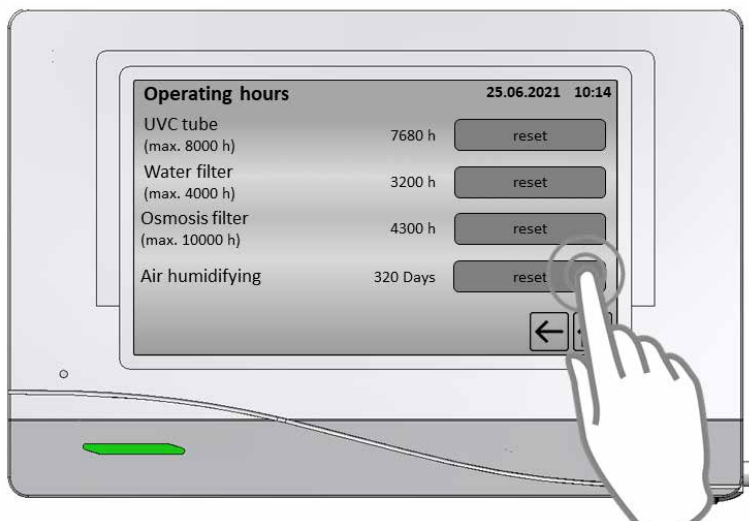 Operating hours 25.06.2021 10:14
UVC tube
(max. 8000 h) 7680 h reset
Water filter
(max. 4000 h) 3200 h reset
Osmosis filter
(max. 10000 h) 4300 h reset
Air humidifying 320 Days reset